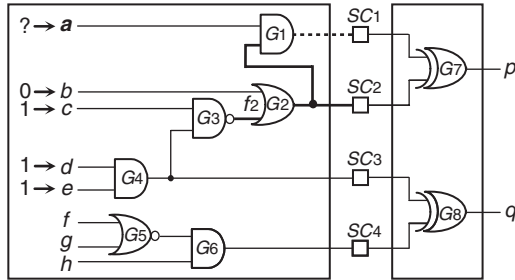 ? → a
G1
SC1
G7
p
0 → b
1 → c
f2
G2
SC2
G3
1 → d
1 → e
G4
SC3
G8
q
f
g
h
G5
G6
SC4